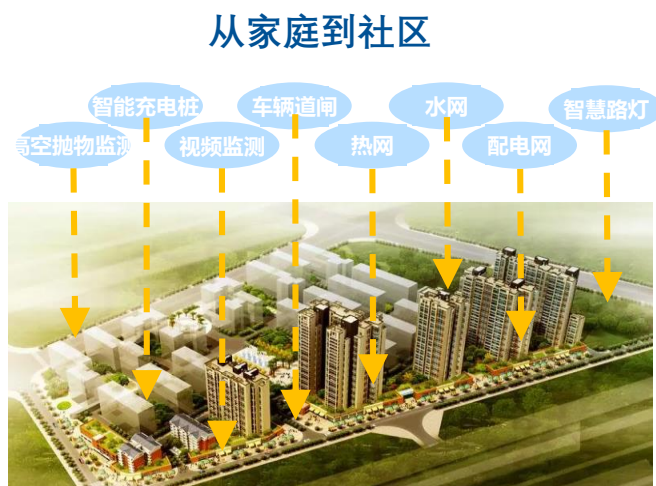 从家庭到社区
智能充电桩
车辆道闸
水网
智慧路灯
高空抛物监测
视频监测
热网
配电网